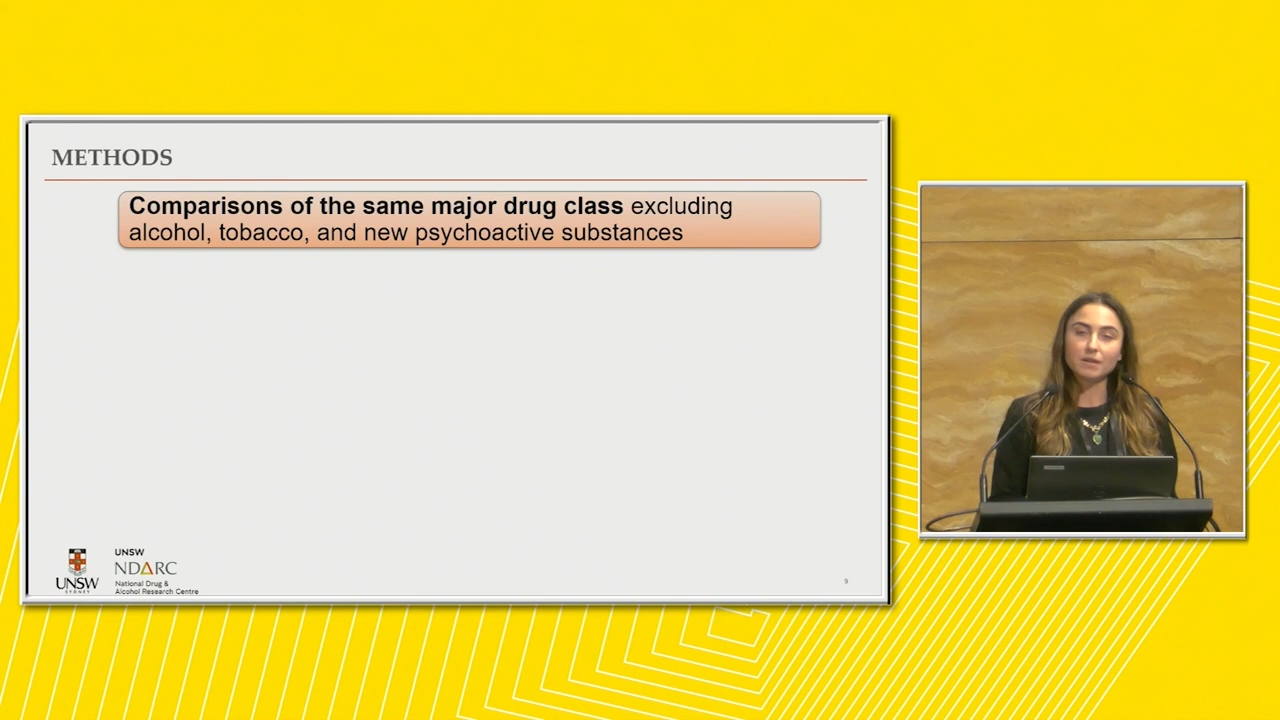 METHODS
Comparisons of the same major drug class excluding
alcohol, tobacco, and new psychoactive substances
UNSW
SYDNEY
UNSW
NDARC
National Drug &
Alcohol Research Centre
9